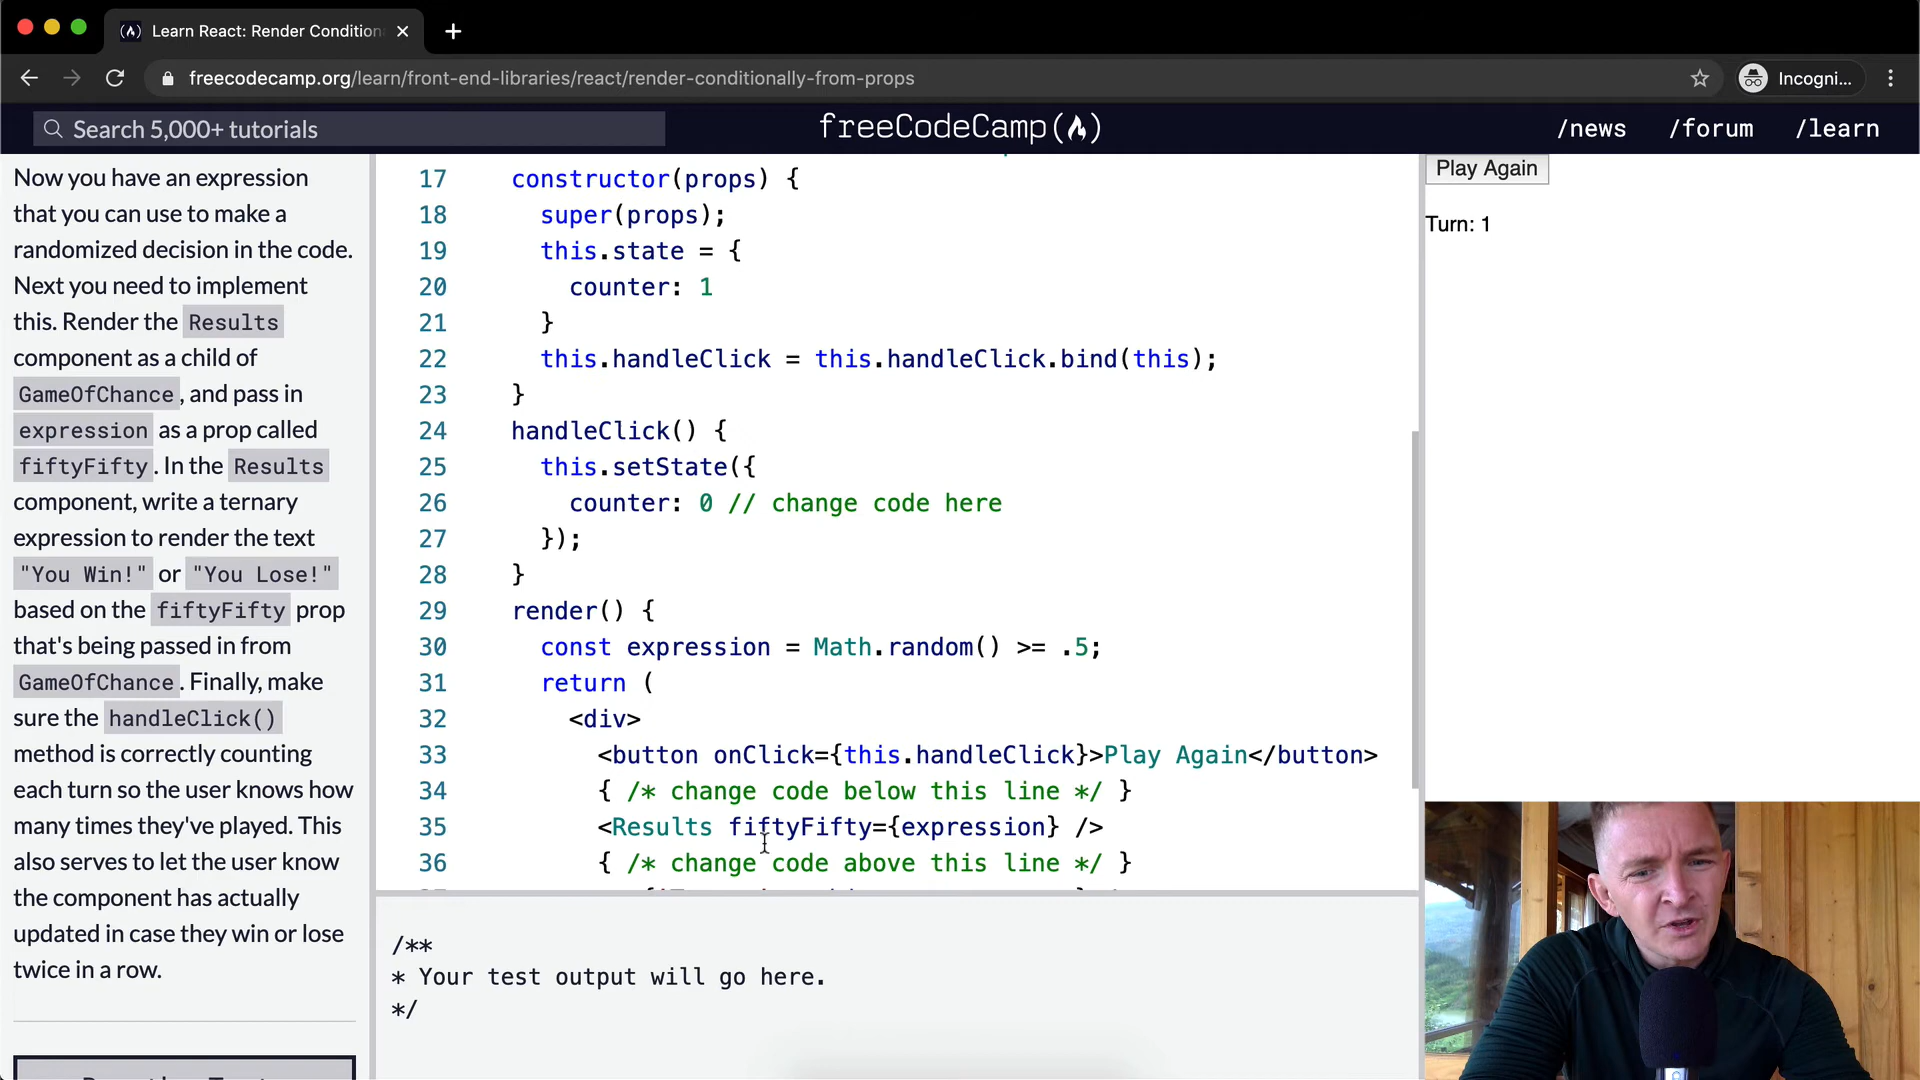 Learn React: Render Condition
freecodecamp.org/learn/front-end-libraries/react/render-conditionally-from-props
Incogni...
Search 5,000+ tutorials
freeCodeCamp
/news
/forum
/learn
Now you have an expression
that you can use to make a
randomized decision in the code.
Next you need to implement
this. Render the Results
component as a child of
GameOfChance, and pass in
expression as a prop called
fiftyFifty. In the Results
component, write a ternary
expression to render the text
"You Win!" or "You Lose!"
based on the fiftyFifty prop
that's being passed in from
GameOfChance. Finally, make
sure the handleClick()
method is correctly counting
each turn so the user knows how
many times they've played. This
also serves to let the user know
the component has actually
updated in case they win or lose
twice in a row.
17 constructor(props) {
18 super(props);
19 this.state = {
20 counter: 1
21 }
22 this.handleClick = this.handleClick.bind(this);
23 }
24 handleClick() {
25 this.setState({
26 counter: 0 // change code here
27 });
28 }
29 render() {
30 const expression = Math.random() >= .5;
31 return (
32 <div>
33 <button onClick={this.handleClick}>Play Again</button>
34 { /* change code below this line */ }
35 <Results fiftyFifty={expression} />
36 { /* change code above this line */ }
/**
* Your test output will go here.
*/
Play Again
Turn: 1